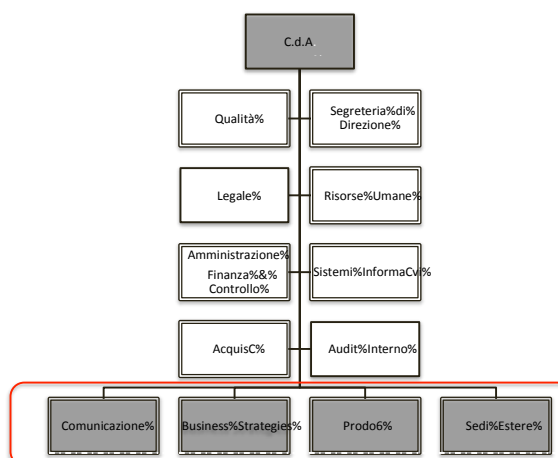 C.d.A.
Qualità%
Segreteria%di%
Direzione%
Legale%
Risorse%Umane%
Amministrazione%
Finanza%&%
Controllo%
Sistemi%InformaCvi%
AcquisC%
Audit%Interno%
Comunicazione%
Business%Strategies%
Prodo6%
Sedi%Estere%